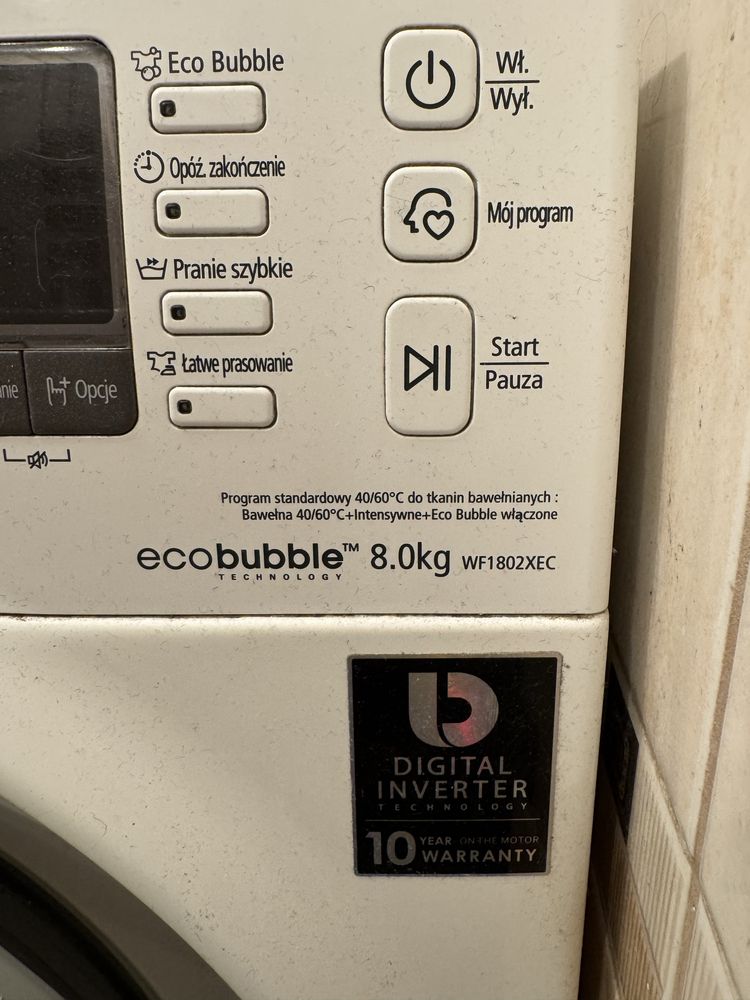 Eco Bubble
Wł.
Wył.
Opóź. zakończenie
Mój program
Pranie szybkie
Start
Pauza
Łatwe prasowanie
nie
Opcje
Program standardowy 40/60°C do tkanin bawełnianych :
Bawełna 40/60°C+Intensywne+Eco Bubble włączone
ecobubble™ 8.0kg WF1802XEC
TECHNOLOGY
DIGITAL
INVERTER
TECHNOLOGY
10 YEAR ON THE MOTOR
WARRANTY